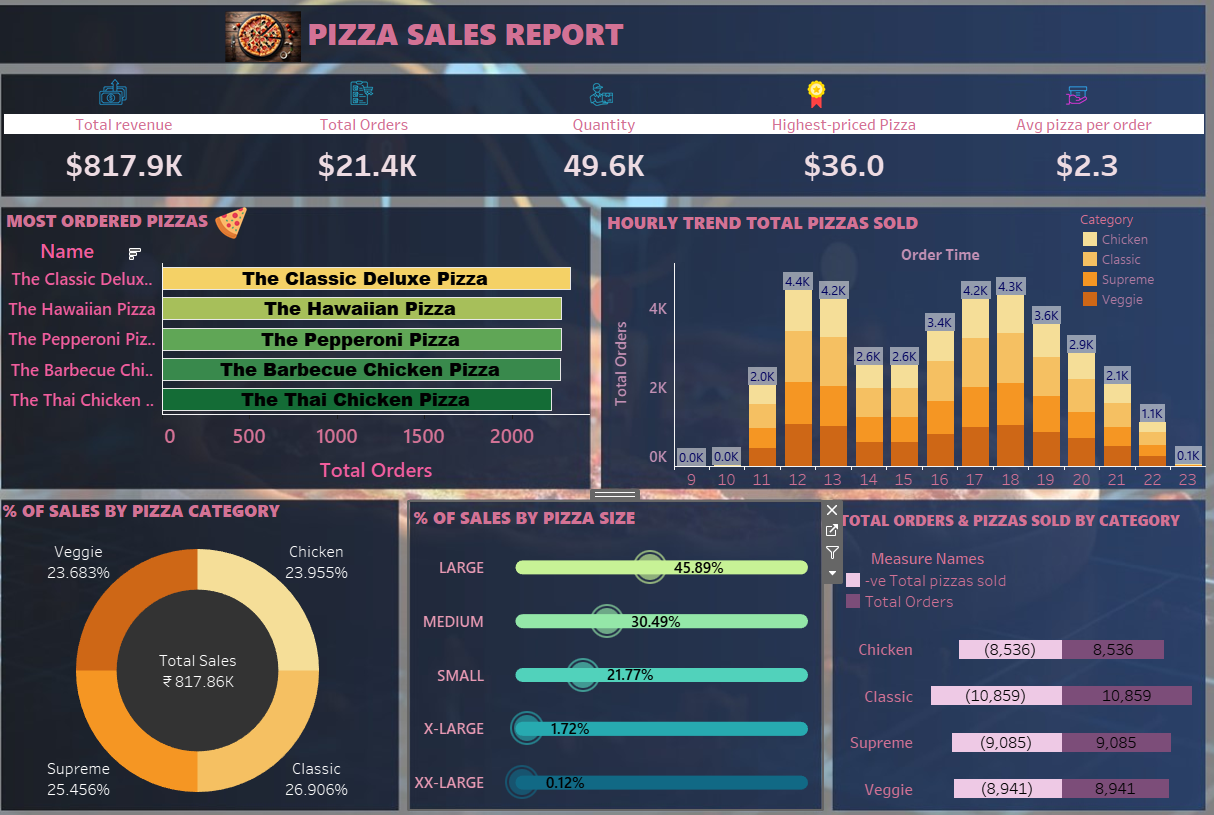 PIZZA SALES REPORT
Total revenue
Total Orders
Quantity
Highest-priced Pizza
Avg pizza per order
$817.9K
$21.4K
49.6K
$36.0
$2.3
MOST ORDERED PIZZAS
Name
The Classic Delux..
The Classic Deluxe Pizza
The Hawaiian Pizza
The Hawaiian Pizza
The Pepperoni Piz..
The Pepperoni Pizza
The Barbecue Chi..
The Barbecue Chicken Pizza
The Thai Chicken ..
The Thai Chicken Pizza
0
500
1000
1500
2000
Total Orders
HOURLY TREND TOTAL PIZZAS SOLD
Category
Chicken
Classic
Supreme
Veggie
Order Time
Total Orders
4K
2K
0K
0.0K
0.0K
2.0K
4.4K
4.2K
2.6K
2.6K
3.4K
4.2K
4.3K
3.6K
2.9K
2.1K
1.1K
0.1K
9
10
11
12
13
14
15
16
17
18
19
20
21
22
23
% OF SALES BY PIZZA CATEGORY
Veggie
23.683%
Chicken
23.955%
Total Sales
₹ 817.86K
Supreme
25.456%
Classic
26.906%
% OF SALES BY PIZZA SIZE
LARGE
45.89%
MEDIUM
30.49%
SMALL
21.77%
X-LARGE
1.72%
XX-LARGE
0.12%
TOTAL ORDERS & PIZZAS SOLD BY CATEGORY
Measure Names
-ve Total pizzas sold
Total Orders
Chicken
(8,536)
8,536
Classic
(10,859)
10,859
Supreme
(9,085)
9,085
Veggie
(8,941)
8,941